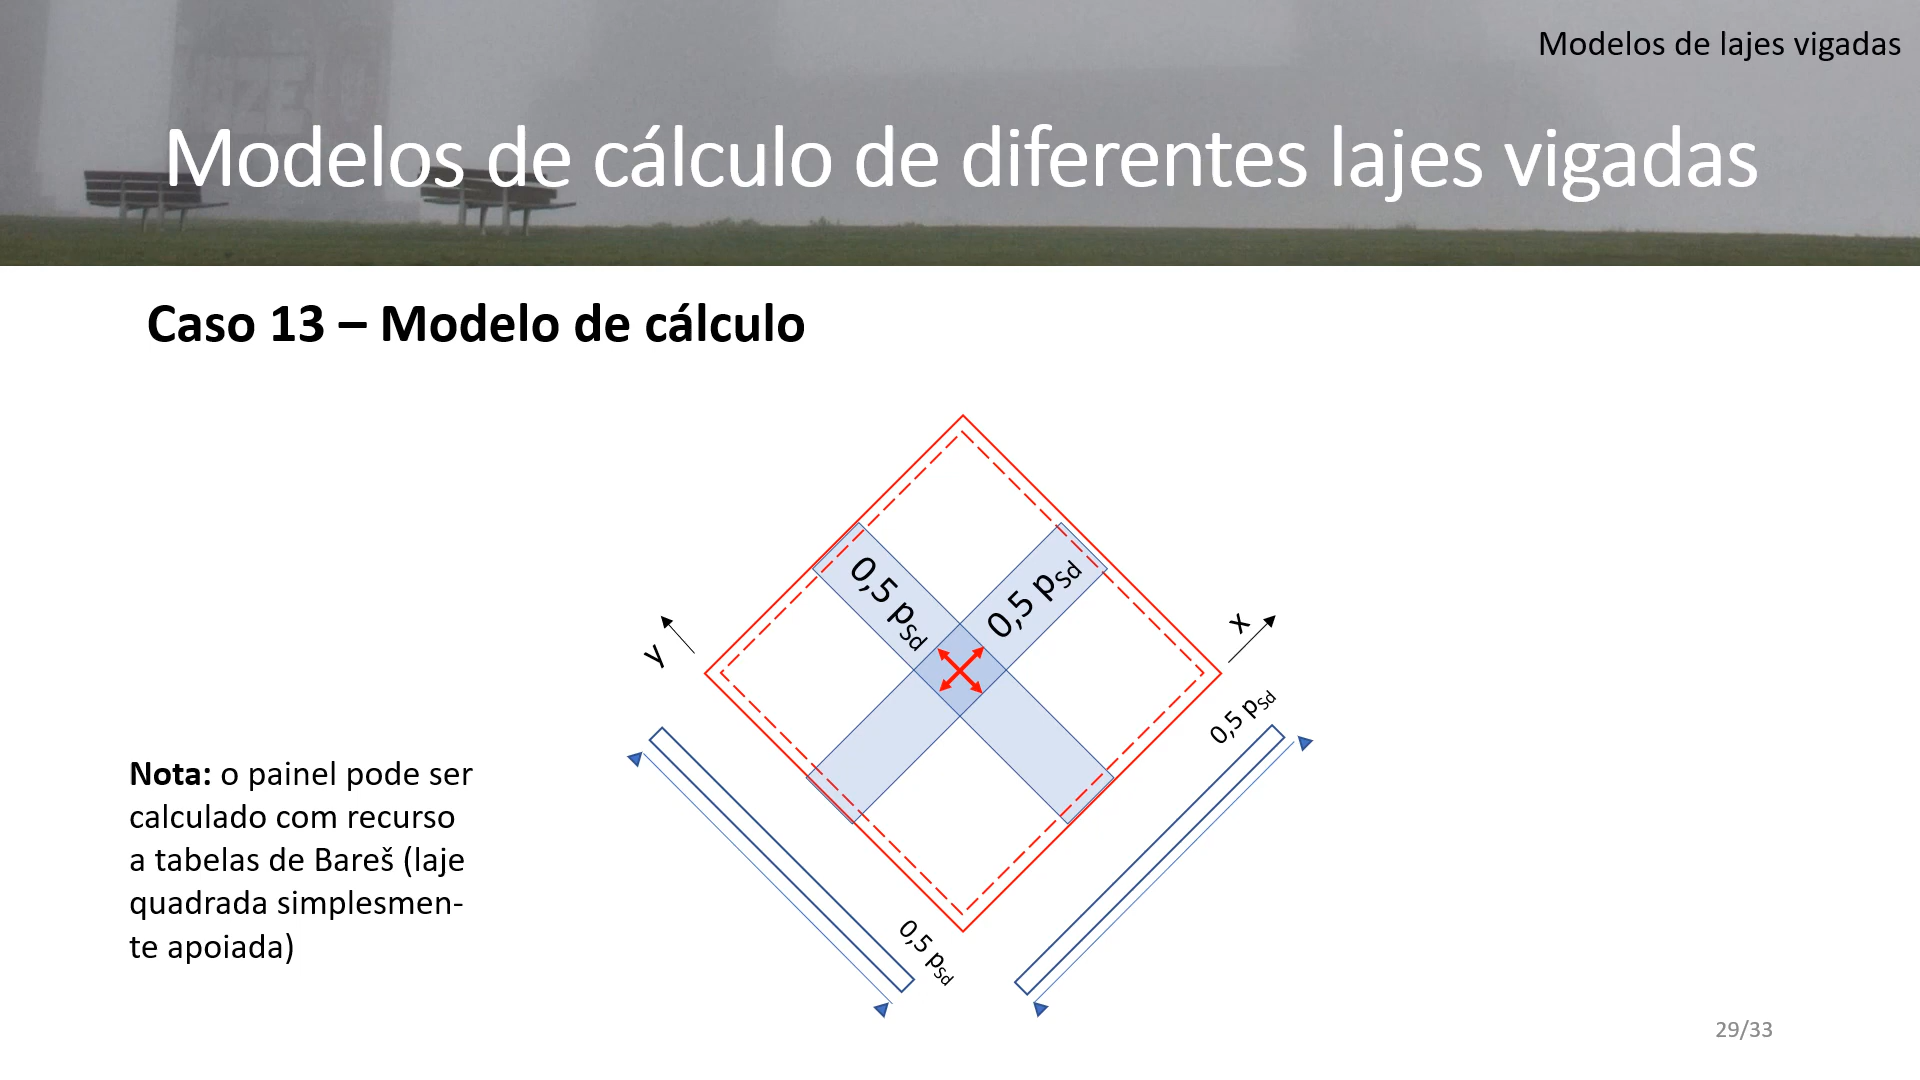 Modelos de lajes vigadas
Modelos de cálculo de diferentes lajes vigadas
Caso 13 – Modelo de cálculo
0,5 pSd
0,5 pSd
y
x
0,5 pSd
0,5 pSd
Nota: o painel pode ser
calculado com recurso
a tabelas de Bareš (laje
quadrada simplesmen-
te apoiada)
29/33